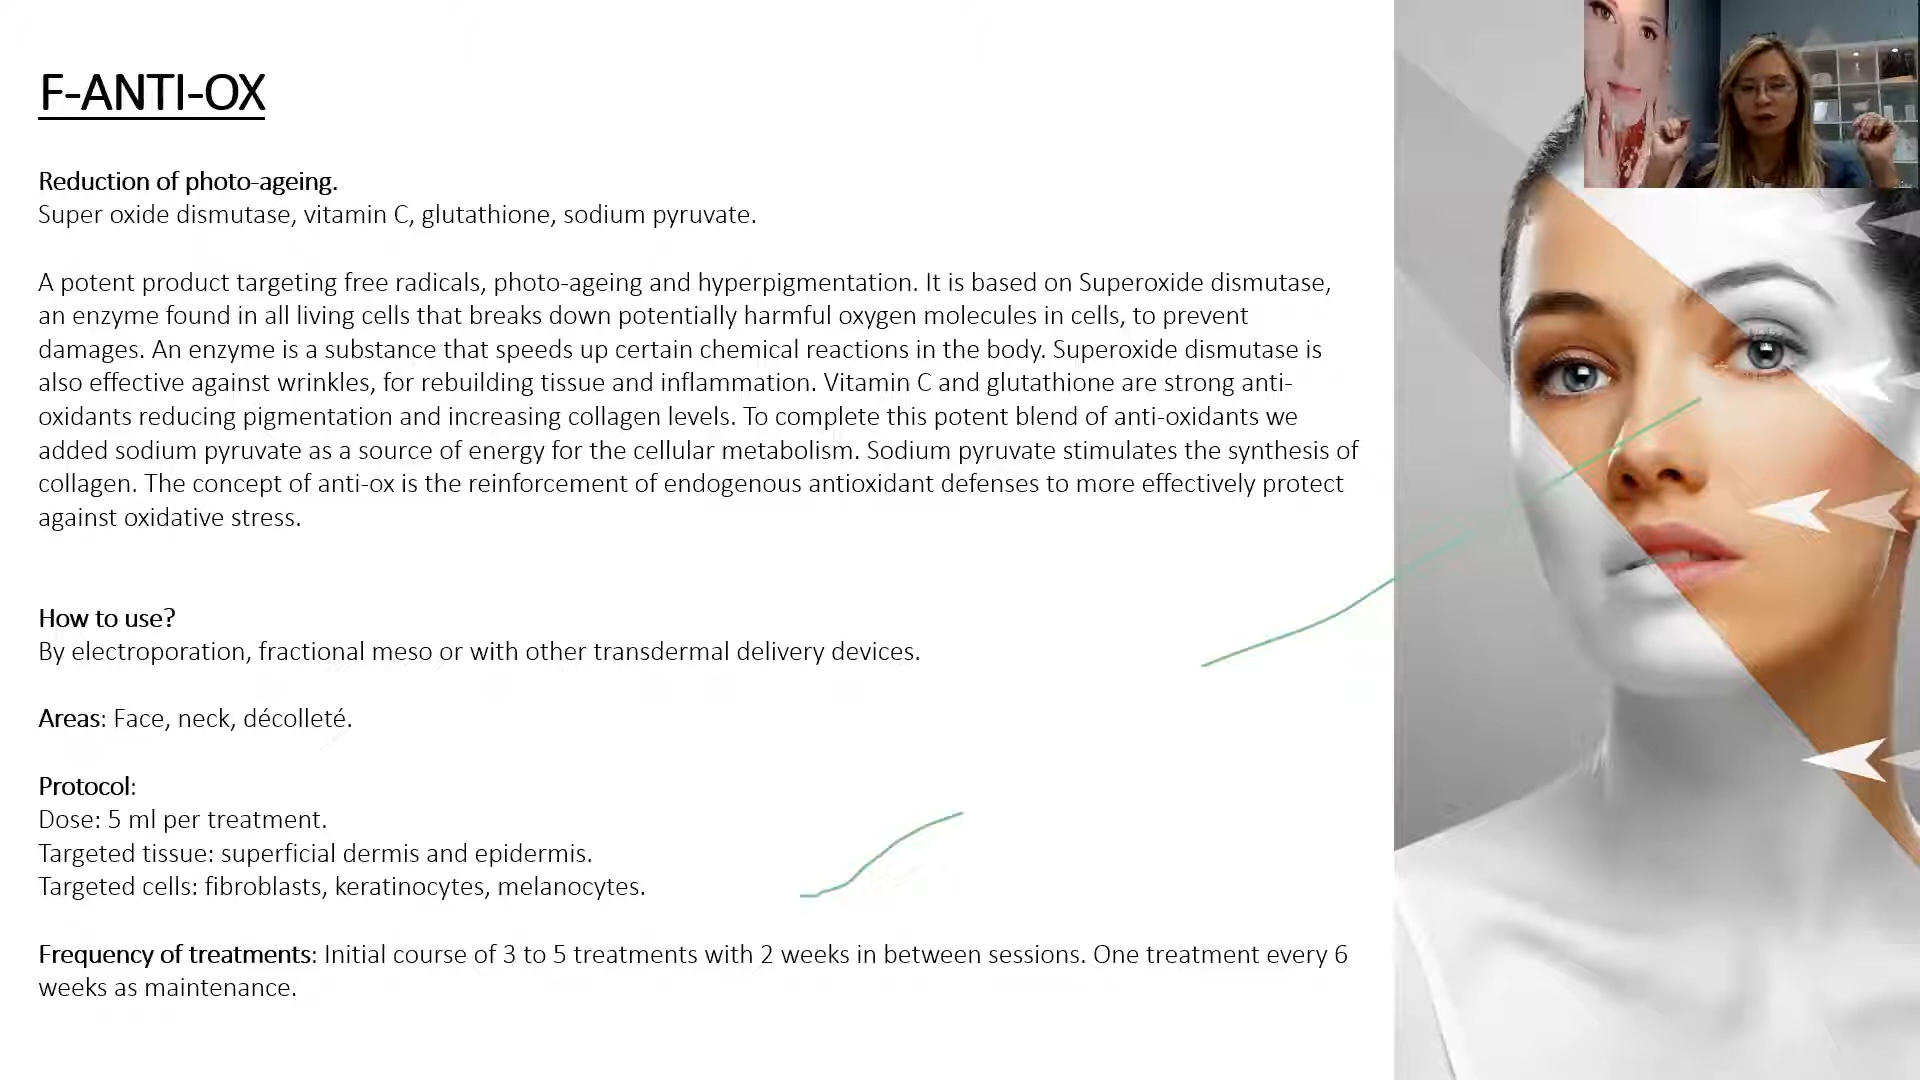 F-ANTI-OX
Reduction of photo-ageing.
Super oxide dismutase, vitamin C, glutathione, sodium pyruvate.
A potent product targeting free radicals, photo-ageing and hyperpigmentation. It is based on Superoxide dismutase,
an enzyme found in all living cells that breaks down potentially harmful oxygen molecules in cells, to prevent
damages. An enzyme is a substance that speeds up certain chemical reactions in the body. Superoxide dismutase is
also effective against wrinkles, for rebuilding tissue and inflammation. Vitamin C and glutathione are strong anti-
oxidants reducing pigmentation and increasing collagen levels. To complete this potent blend of anti-oxidants we
added sodium pyruvate as a source of energy for the cellular metabolism. Sodium pyruvate stimulates the synthesis of
collagen. The concept of anti-ox is the reinforcement of endogenous antioxidant defenses to more effectively protect
against oxidative stress.
How to use?
By electroporation, fractional meso or with other transdermal delivery devices.
Areas: Face, neck, décolleté.
Protocol:
Dose: 5 ml per treatment.
Targeted tissue: superficial dermis and epidermis.
Targeted cells: fibroblasts, keratinocytes, melanocytes.
Frequency of treatments: Initial course of 3 to 5 treatments with 2 weeks in between sessions. One treatment every 6
weeks as maintenance.